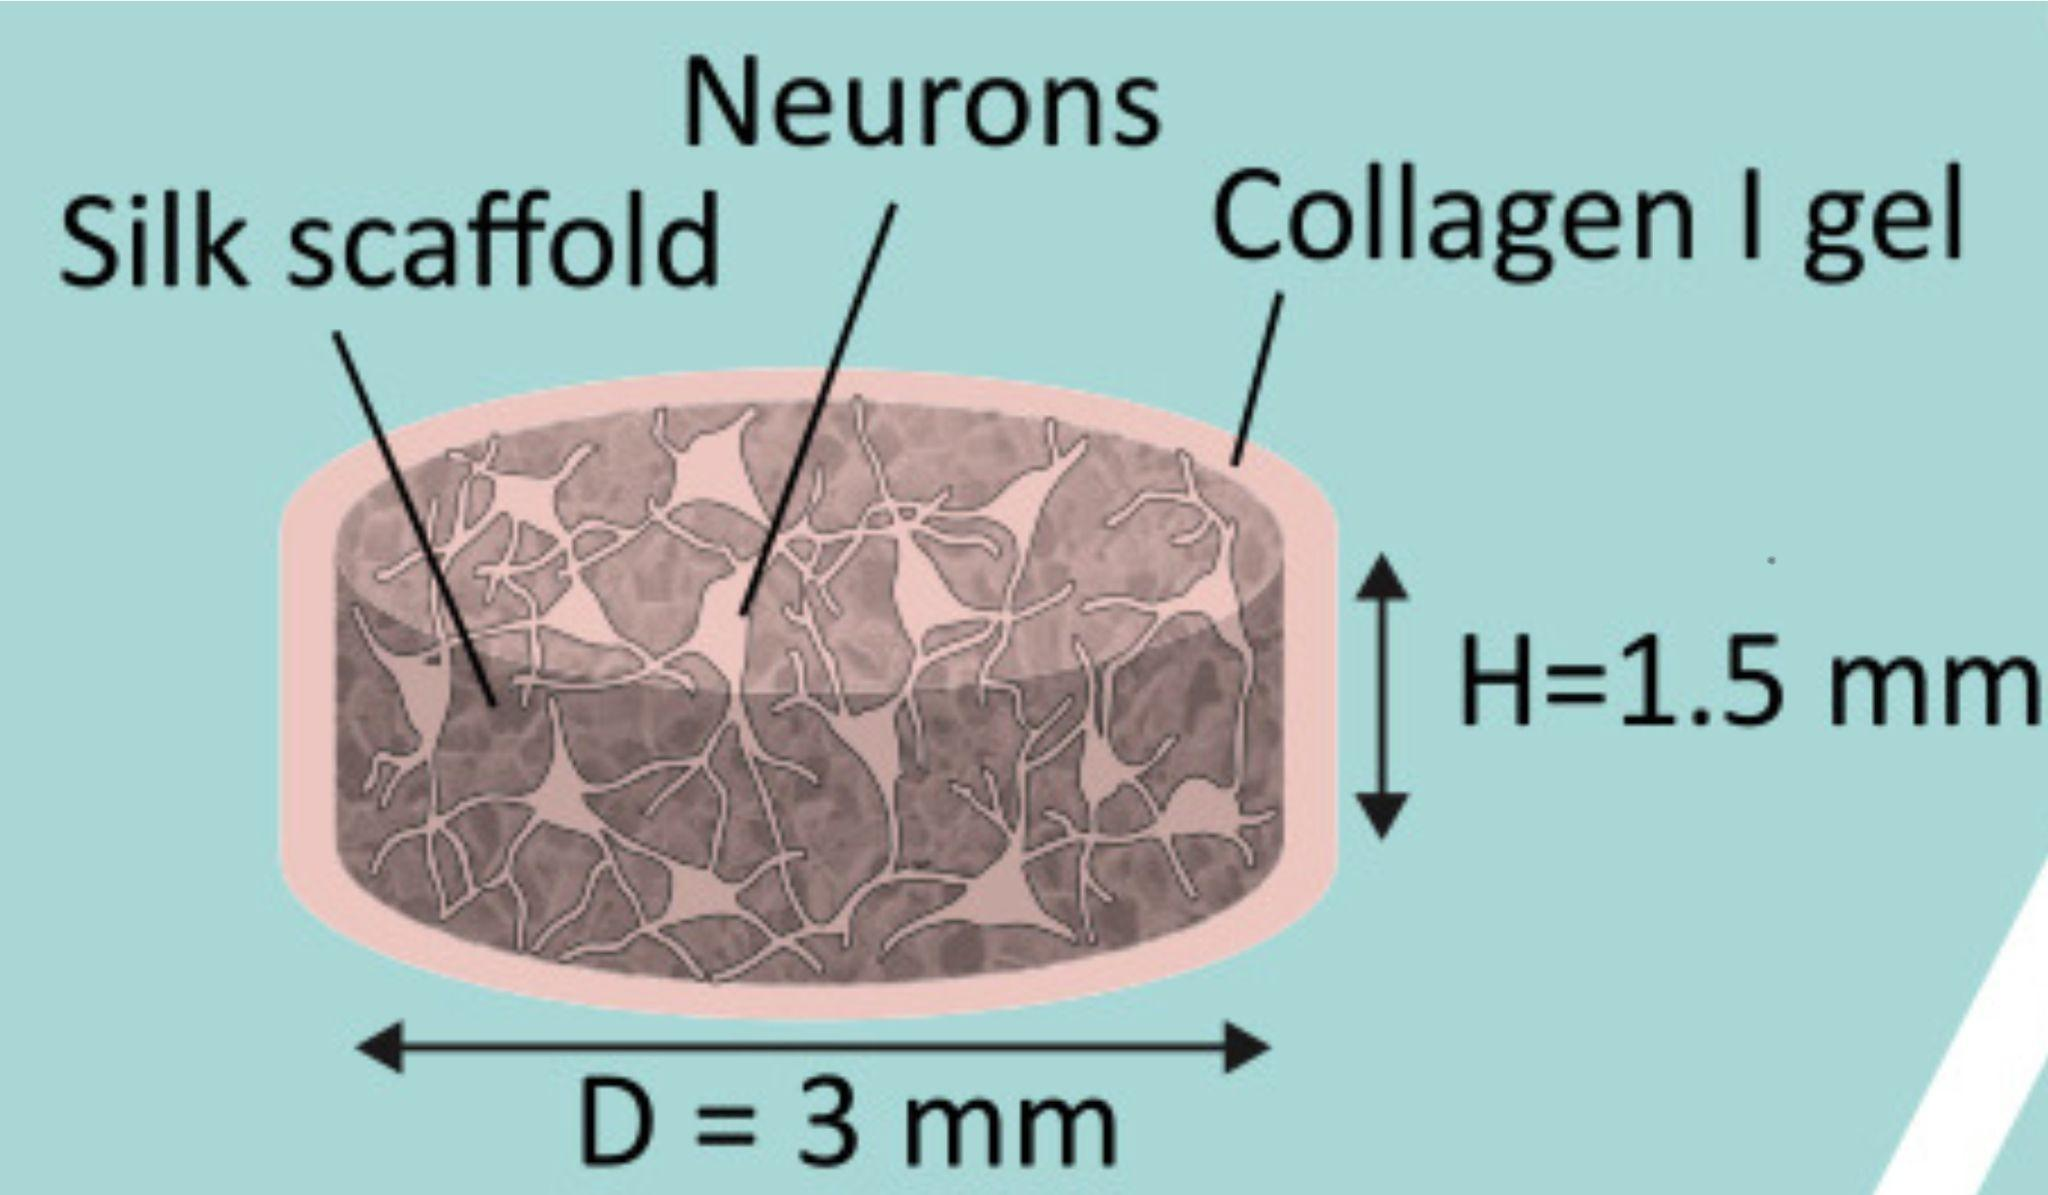 Neurons
Silk scaffold
Collagen I gel
H=1.5 mm
D = 3 mm